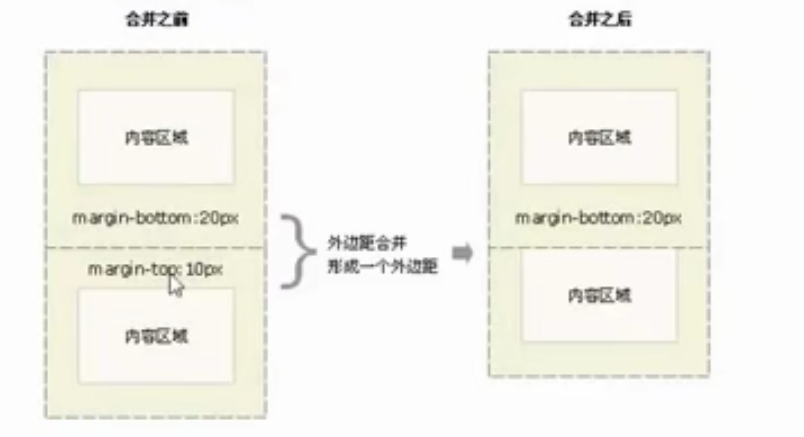 合并之前
内容区域
margin-bottom:20px
margin-top:10px
内容区域
外边距合并
形成一个外边距
合并之后
内容区域
margin-bottom:20px
内容区域